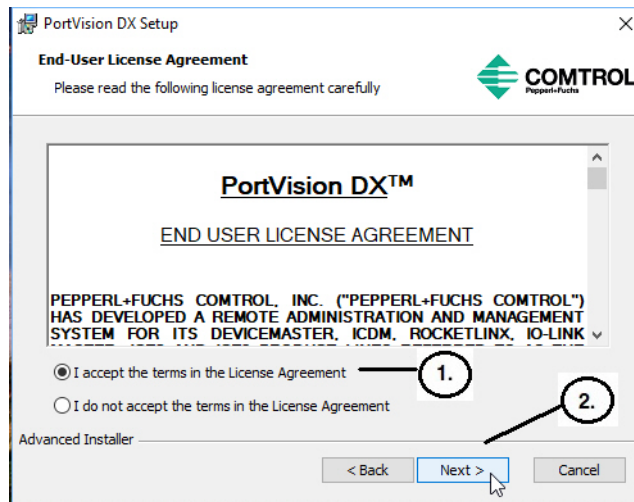 PortVision DX Setup
End-User License Agreement
Please read the following license agreement carefully
COMTROL
Pepperl+Fuchs
PortVision DX™
END USER LICENSE AGREEMENT
PEPPERL+FUCHS COMTROL, INC. ("PEPPERL+FUCHS COMTROL")
HAS DEVELOPED A REMOTE ADMINISTRATION AND MANAGEMENT
SYSTEM FOR ITS DEVICEMASTER, ICDM, ROCKETLINX, IO-LINK
I accept the terms in the License Agreement
1.
I do not accept the terms in the License Agreement
2.
Advanced Installer
< Back
Next >
Cancel